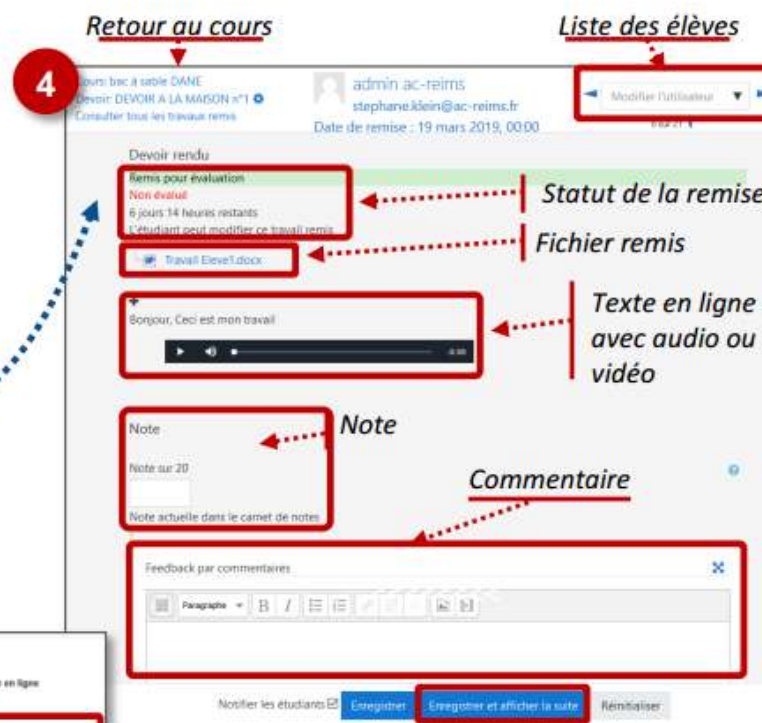 Retour au cours
Liste des élèves
4
Cours: bac à sable DANE
Devoir: DEVOIR A LA MAISON n°1
Consulter tous les travaux remis
admin ac-reims
stephane.klein@ac-reims.fr
Date de remise : 19 mars 2019, 00:00
Modifier l'utilisateur
Devoir rendu
Remis pour évaluation
Non évalué
6 jours 14 heures restants
L'étudiant peut modifier ce travail remis
Statut de la remise
Travail Eleve1.docx
Fichier remis
Bonjour, Ceci est mon travail
Texte en ligne
avec audio ou
vidéo
Note
Note
Note sur 20
Note actuelle dans le carnet de notes
Commentaire
Feedback par commentaires
Paragraphe
B I
en ligne
Notifier les étudiants
Enregistrer
Enregistrer et afficher la suite
Réinitialiser